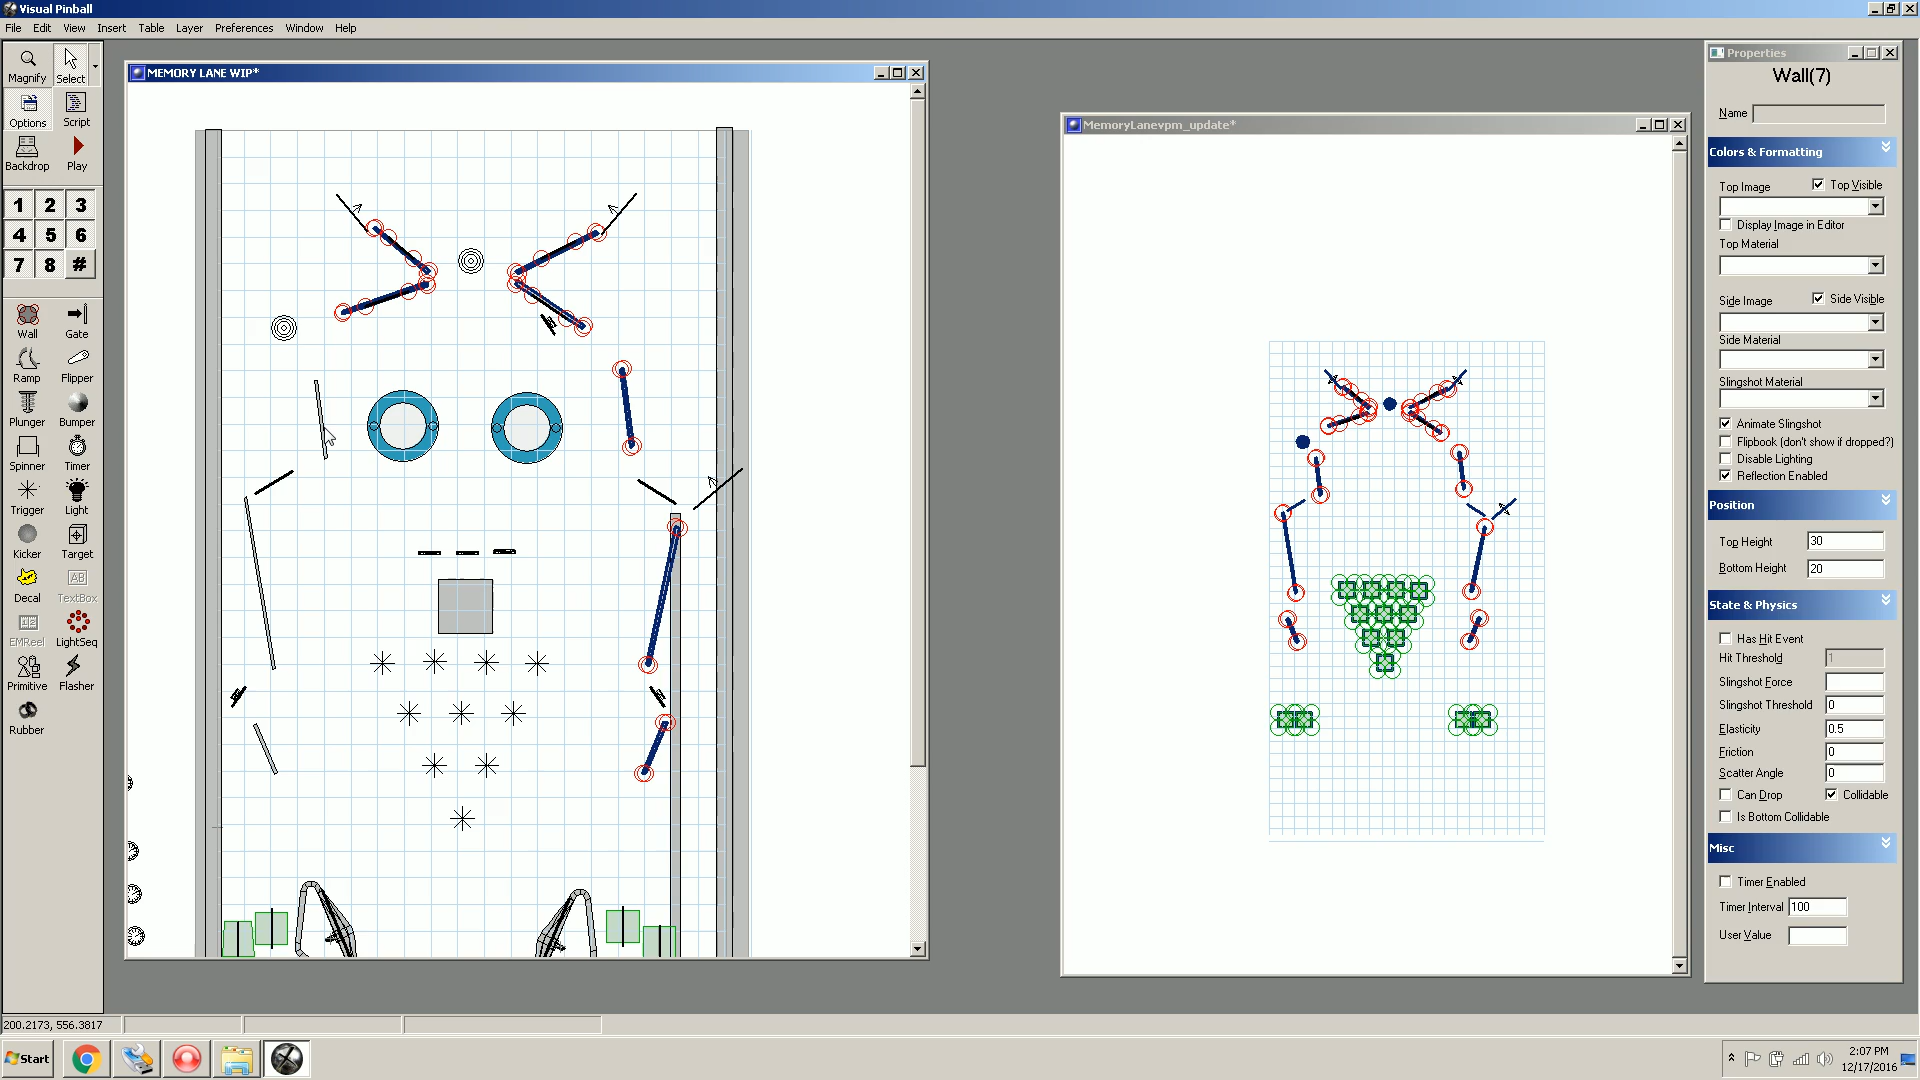 Visual Pinball
File Edit View Insert Table Layer Preferences Window Help
Magnify Select
Options Script
Backdrop Play
1 2 3
4 5 6
7 8 #
Wall Gate
Ramp Flipper
Plunger Bumper
Spinner Timer
Trigger Light
Kicker Target
Decal TextBox
EMReel LightSeq
Primitive Flasher
Rubber
MEMORY LANE WIP*
MemoryLanevpm_update*
Properties
Wall(7)
Name
Colors & Formatting
Top Image Top Visible
Display Image in Editor
Top Material
Side Image Side Visible
Side Material
Slingshot Material
Animate Slingshot
Flipbook (don't show if dropped?)
Disable Lighting
Reflection Enabled
Position
Top Height 30
Bottom Height 20
State & Physics
Has Hit Event
Hit Threshold 1
Slingshot Force
Slingshot Threshold 0
Elasticity 0.5
Friction 0
Scatter Angle 0
Can Drop Collidable
Is Bottom Collidable
Misc
Timer Enabled
Timer Interval 100
User Value
200.2173, 556.3817
Start
2:07 PM
12/17/2016